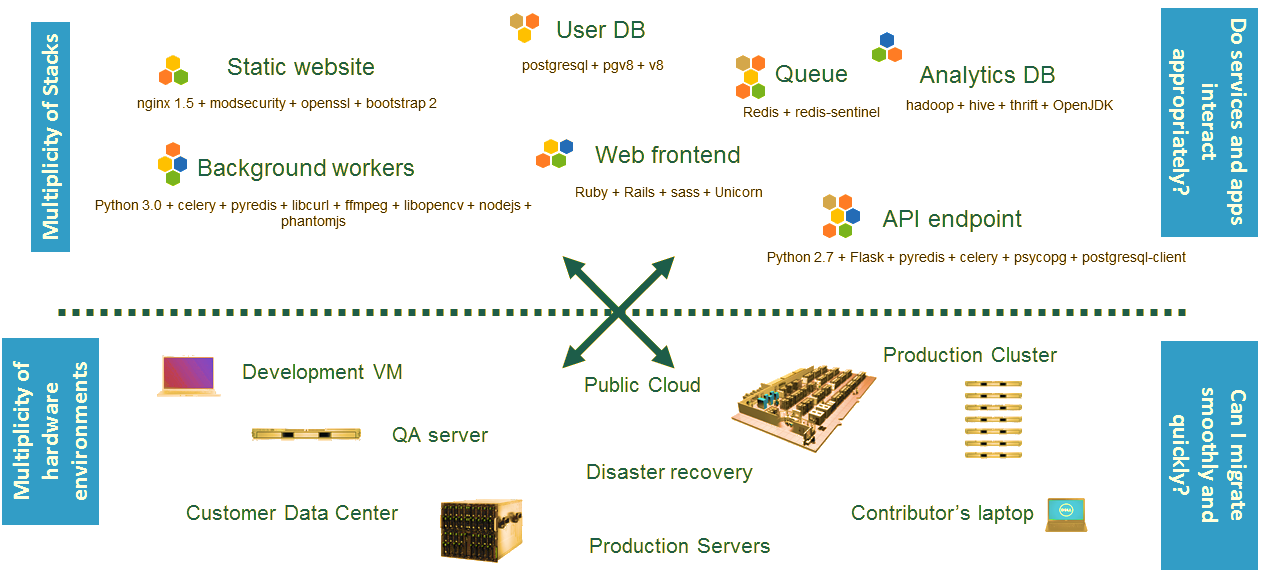 Multiplicity of Stacks
Static website
nginx 1.5 + modsecurity + openssl + bootstrap 2
Background workers
Python 3.0 + celery + pyredis + libcurl + ffmpeg + libopencv + nodejs +
phantomjs
User DB
postgresql + pgv8 + v8
Web frontend
Ruby + Rails + sass + Unicorn
Queue
Redis + redis-sentinel
Analytics DB
hadoop + hive + thrift + OpenJDK
API endpoint
Python 2.7 + Flask + pyredis + celery + psycopg + postgresql-client
Do services and apps
interact
appropriately?
Multiplicity of
hardware
environments
Development VM
QA server
Customer Data Center
Public Cloud
Disaster recovery
Production Servers
Production Cluster
Contributor’s laptop
DELL
Can I migrate
smoothly and
quickly?